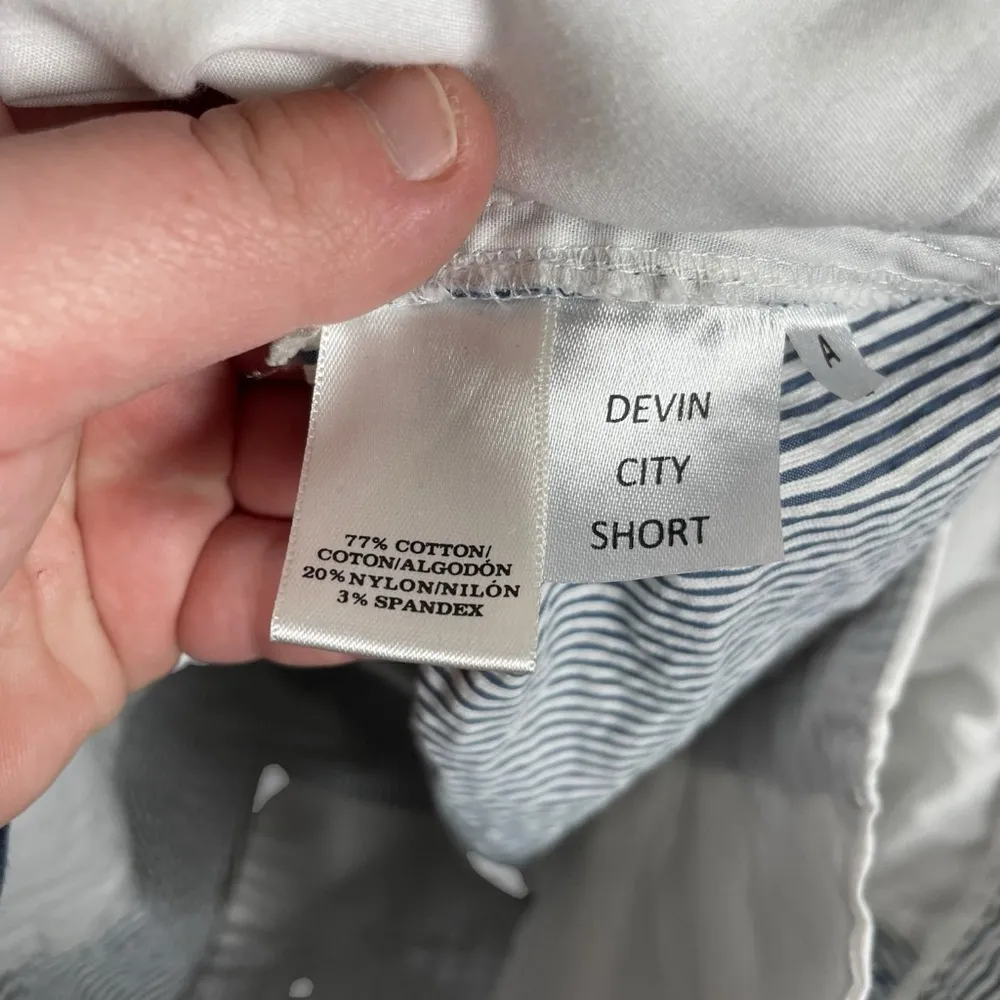 77% COTTON/
COTON/ALGODÓN
20% NYLON/NILÓN
3% SPANDEX
DEVIN
CITY
SHORT
A